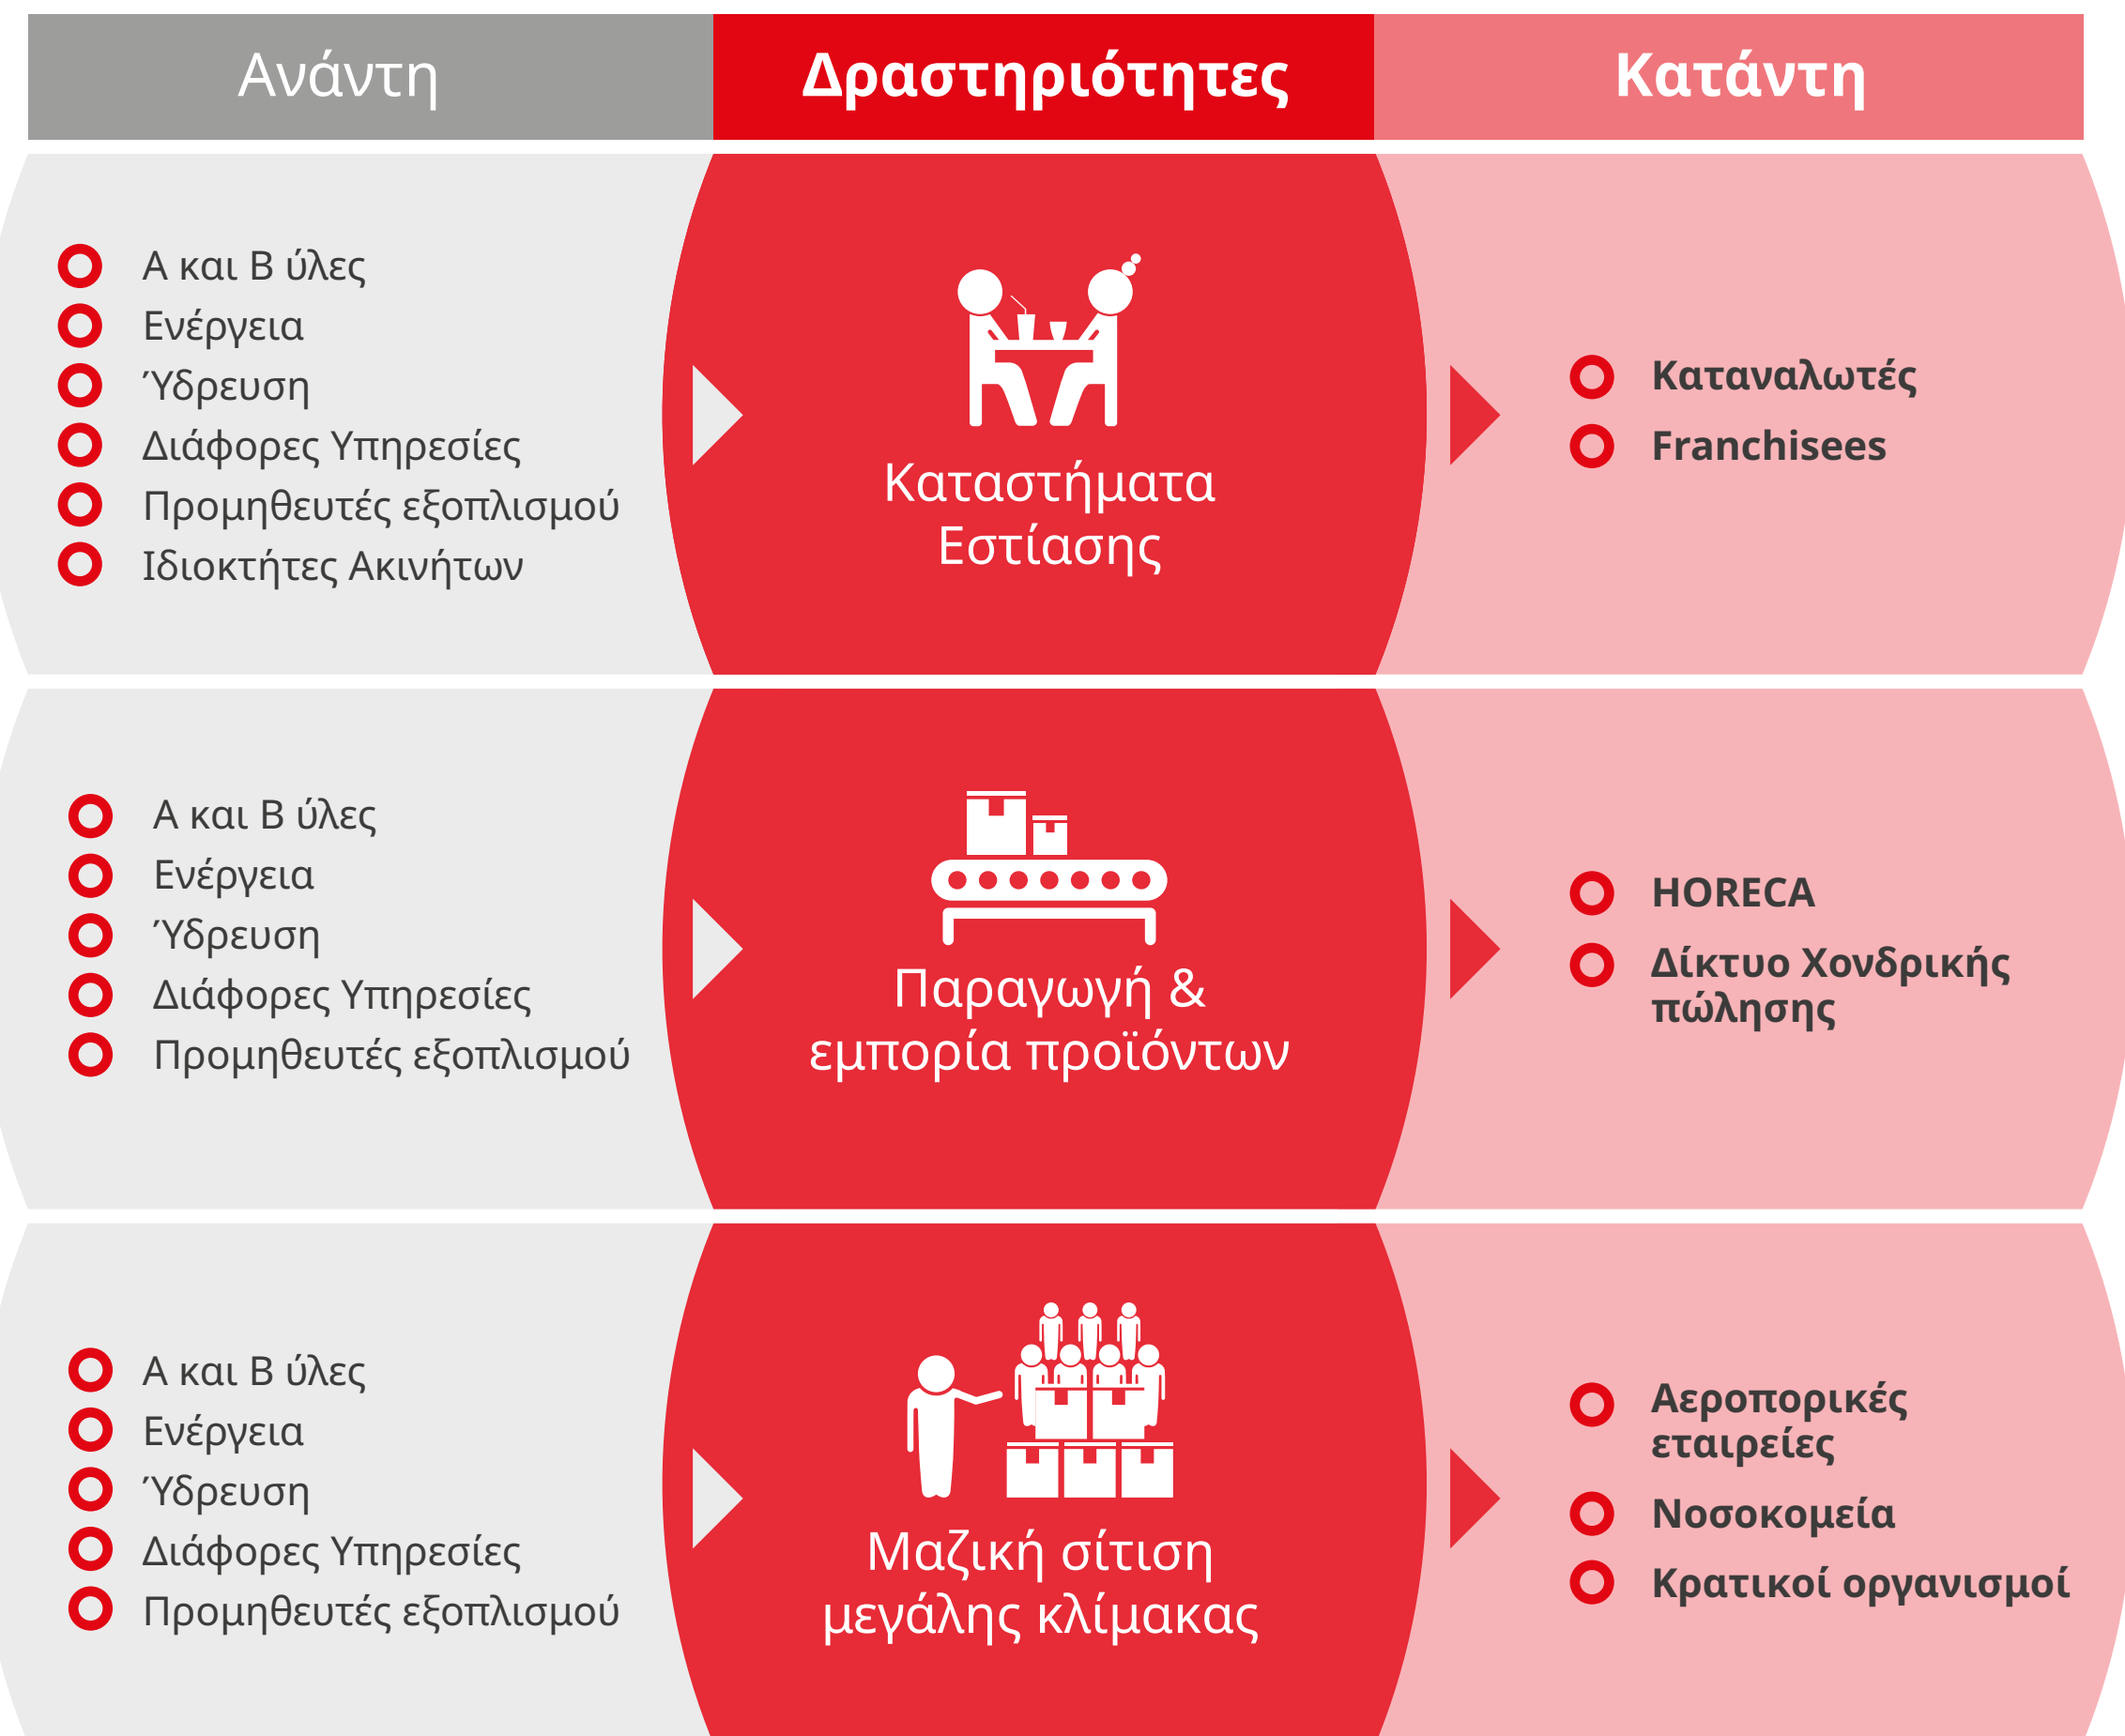 Ανάντη
Δραστηριότητες
Κατάντη
Α και Β ύλες
Ενέργεια
Ύδρευση
Διάφορες Υπηρεσίες
Προμηθευτές εξοπλισμού
Ιδιοκτήτες Ακινήτων
Καταστήματα
Εστίασης
Καταναλωτές
Franchisees
Α και Β ύλες
Ενέργεια
Ύδρευση
Διάφορες Υπηρεσίες
Προμηθευτές εξοπλισμού
Παραγωγή &
εμπορία προϊόντων
HORECA
Δίκτυο Χονδρικής
πώλησης
Α και Β ύλες
Ενέργεια
Ύδρευση
Διάφορες Υπηρεσίες
Προμηθευτές εξοπλισμού
Μαζική σίτιση
μεγάλης κλίμακας
Αεροπορικές
εταιρείες
Νοσοκομεία
Κρατικοί οργανισμοί